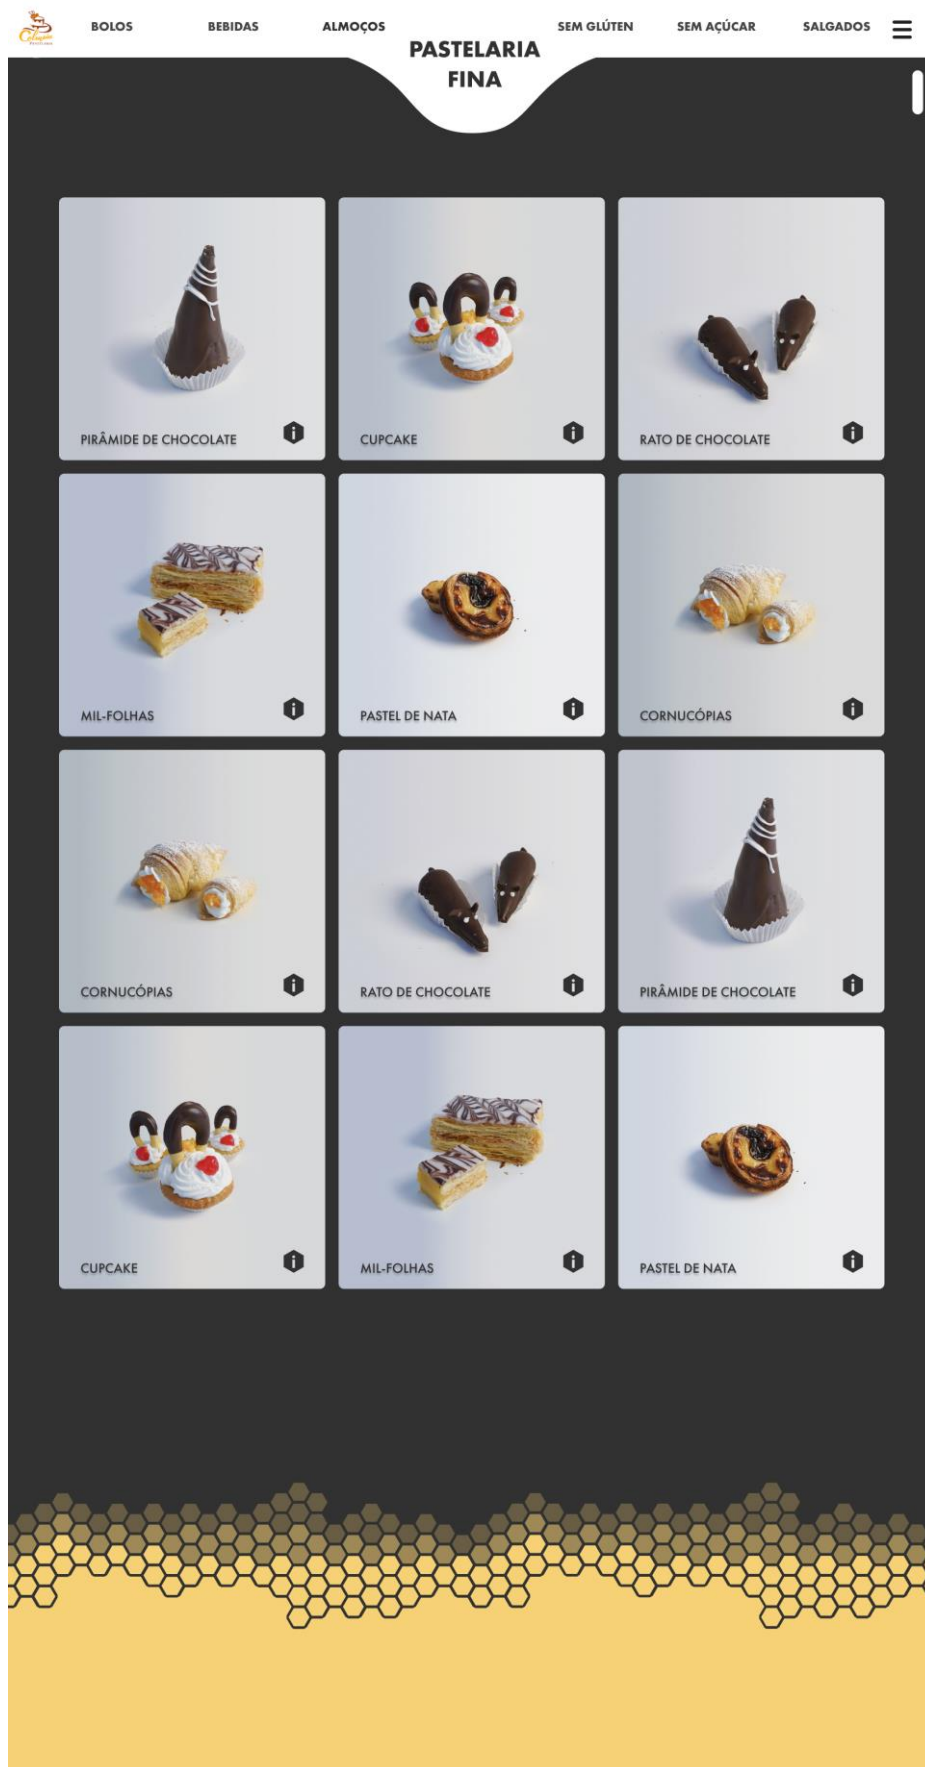 BOLOS
BEBIDAS
ALMOÇOS
PASTELARIA
FINA
SEM GLÚTEN
SEM AÇÚCAR
SALGADOS
PIRÂMIDE DE CHOCOLATE
CUPCAKE
RATO DE CHOCOLATE
MIL-FOLHAS
PASTEL DE NATA
CORNUCÓPIAS
CORNUCÓPIAS
RATO DE CHOCOLATE
PIRÂMIDE DE CHOCOLATE
CUPCAKE
MIL-FOLHAS
PASTEL DE NATA